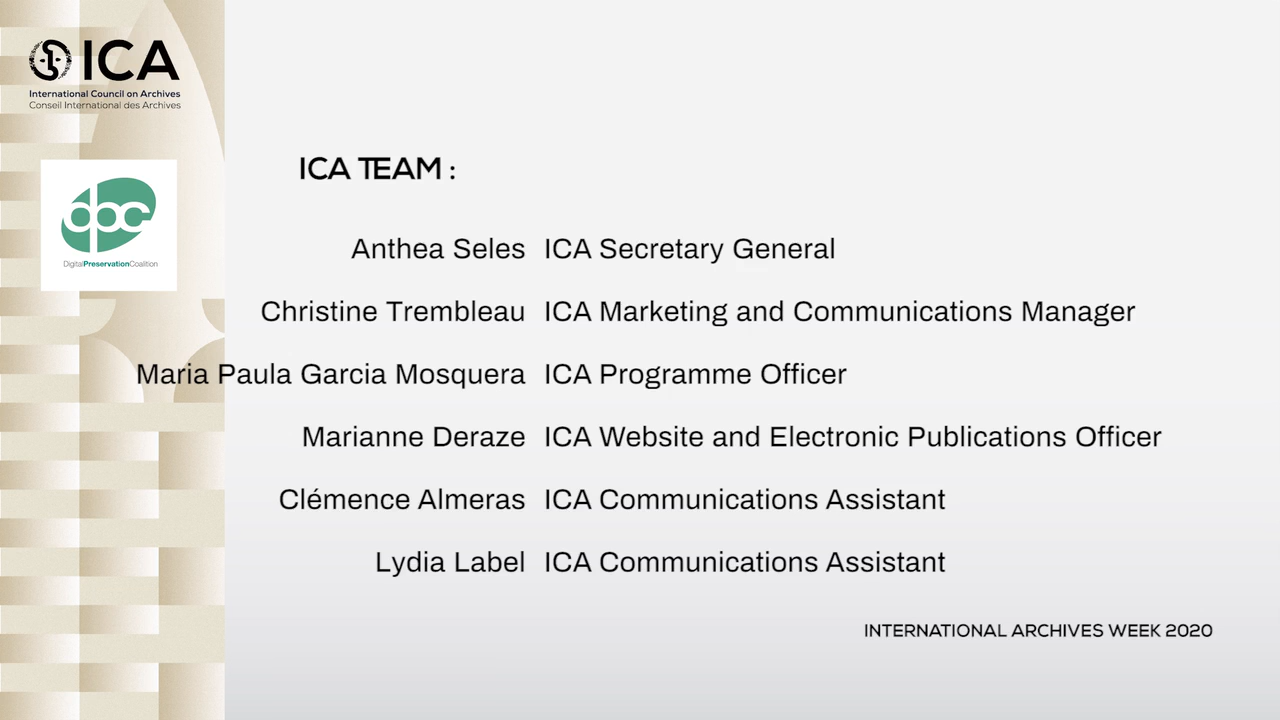 ICA
International Council on Archives
Conseil International des Archives
dpc
DigitalPreservationCoalition
ICA TEAM :
Anthea Seles ICA Secretary General
Christine Trembleau ICA Marketing and Communications Manager
Maria Paula Garcia Mosquera ICA Programme Officer
Marianne Deraze ICA Website and Electronic Publications Officer
Clémence Almeras ICA Communications Assistant
Lydia Label ICA Communications Assistant
INTERNATIONAL ARCHIVES WEEK 2020